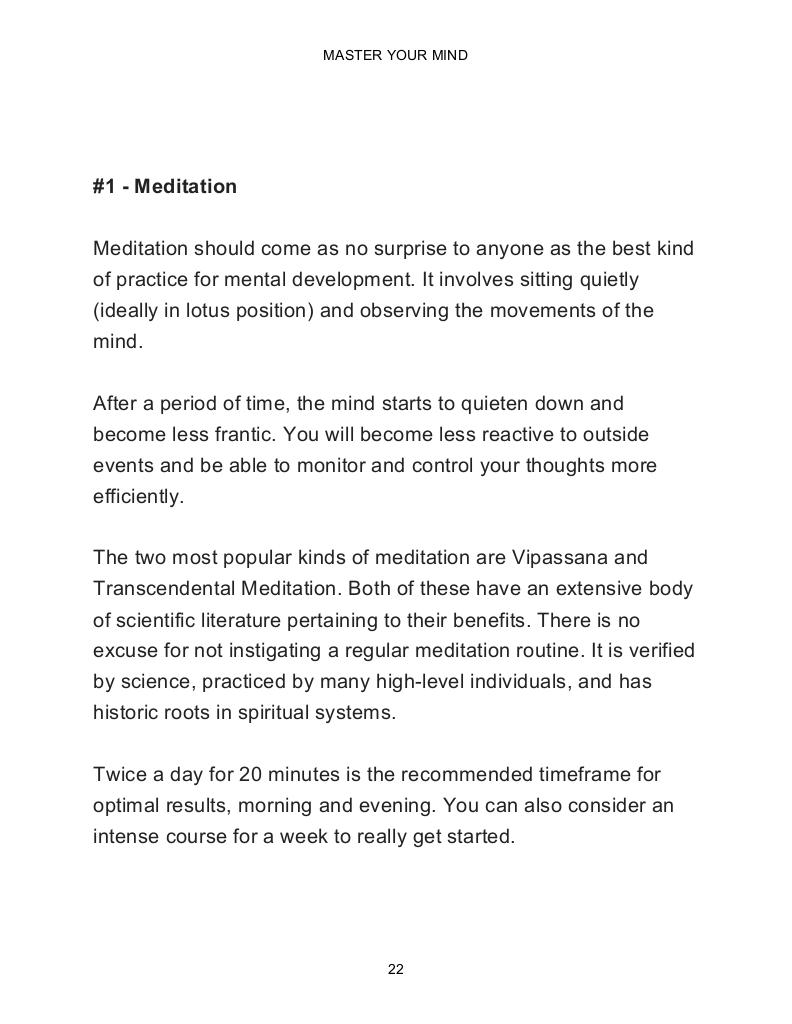 MASTER YOUR MIND
#1 - Meditation
Meditation should come as no surprise to anyone as the best kind
of practice for mental development. It involves sitting quietly
(ideally in lotus position) and observing the movements of the
mind.
After a period of time, the mind starts to quieten down and
become less frantic. You will become less reactive to outside
events and be able to monitor and control your thoughts more
efficiently.
The two most popular kinds of meditation are Vipassana and
Transcendental Meditation. Both of these have an extensive body
of scientific literature pertaining to their benefits. There is no
excuse for not instigating a regular meditation routine. It is verified
by science, practiced by many high-level individuals, and has
historic roots in spiritual systems.
Twice a day for 20 minutes is the recommended timeframe for
optimal results, morning and evening. You can also consider an
intense course for a week to really get started.
22